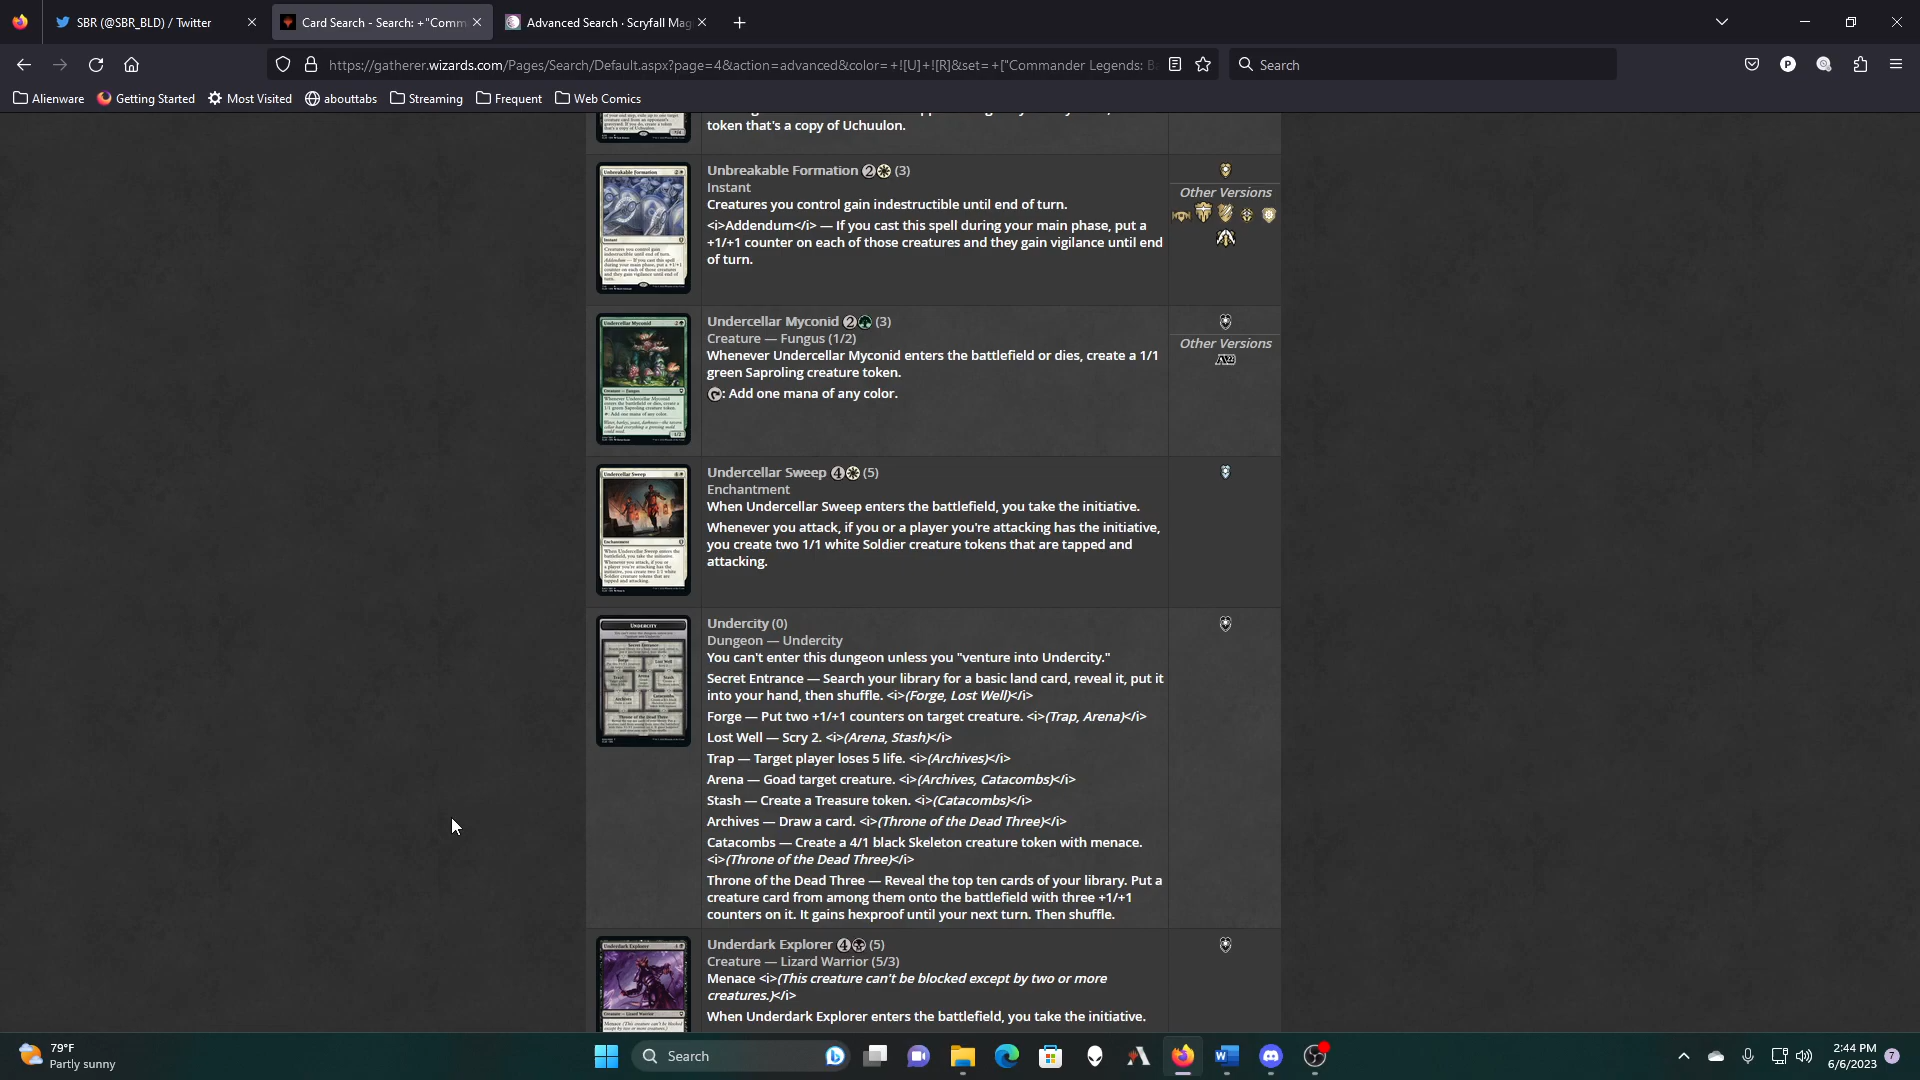 SBR (@SBR_BLD) / Twitter
Card Search - Search: +"Comm
Advanced Search · Scryfall Mag
https://gatherer.wizards.com/Pages/Search/Default.aspx?page=4&action=advanced&color=+![U]+![R]&set=+["Commander Legends: Ba
Search
Alienware
Getting Started
Most Visited
abouttabs
Streaming
Frequent
Web Comics
token that's a copy of Uchuulon.
Unbreakable Formation 2 (3)
Instant
Creatures you control gain indestructible until end of turn.
<i>Addendum</i> — If you cast this spell during your main phase, put a
+1/+1 counter on each of those creatures and they gain vigilance until end
of turn.
Other Versions
Undercellar Myconid 2 (3)
Creature — Fungus (1/2)
Whenever Undercellar Myconid enters the battlefield or dies, create a 1/1
green Saproling creature token.
: Add one mana of any color.
Other Versions
Undercellar Sweep 4 (5)
Enchantment
When Undercellar Sweep enters the battlefield, you take the initiative.
Whenever you attack, if you or a player you're attacking has the initiative,
you create two 1/1 white Soldier creature tokens that are tapped and
attacking.
Undercity (0)
Dungeon — Undercity
You can't enter this dungeon unless you "venture into Undercity."
Secret Entrance — Search your library for a basic land card, reveal it, put it
into your hand, then shuffle. <i>(Forge, Lost Well)</i>
Forge — Put two +1/+1 counters on target creature. <i>(Trap, Arena)</i>
Lost Well — Scry 2. <i>(Arena, Stash)</i>
Trap — Target player loses 5 life. <i>(Archives)</i>
Arena — Goad target creature. <i>(Archives, Catacombs)</i>
Stash — Create a Treasure token. <i>(Catacombs)</i>
Archives — Draw a card. <i>(Throne of the Dead Three)</i>
Catacombs — Create a 4/1 black Skeleton creature token with menace.
<i>(Throne of the Dead Three)</i>
Throne of the Dead Three — Reveal the top ten cards of your library. Put a
creature card from among them onto the battlefield with three +1/+1
counters on it. It gains hexproof until your next turn. Then shuffle.
Underdark Explorer 4 (5)
Creature — Lizard Warrior (5/3)
Menace <i>(This creature can't be blocked except by two or more
creatures.)</i>
When Underdark Explorer enters the battlefield, you take the initiative.
79°F
Partly sunny
Search
2:44 PM
6/6/2023
7